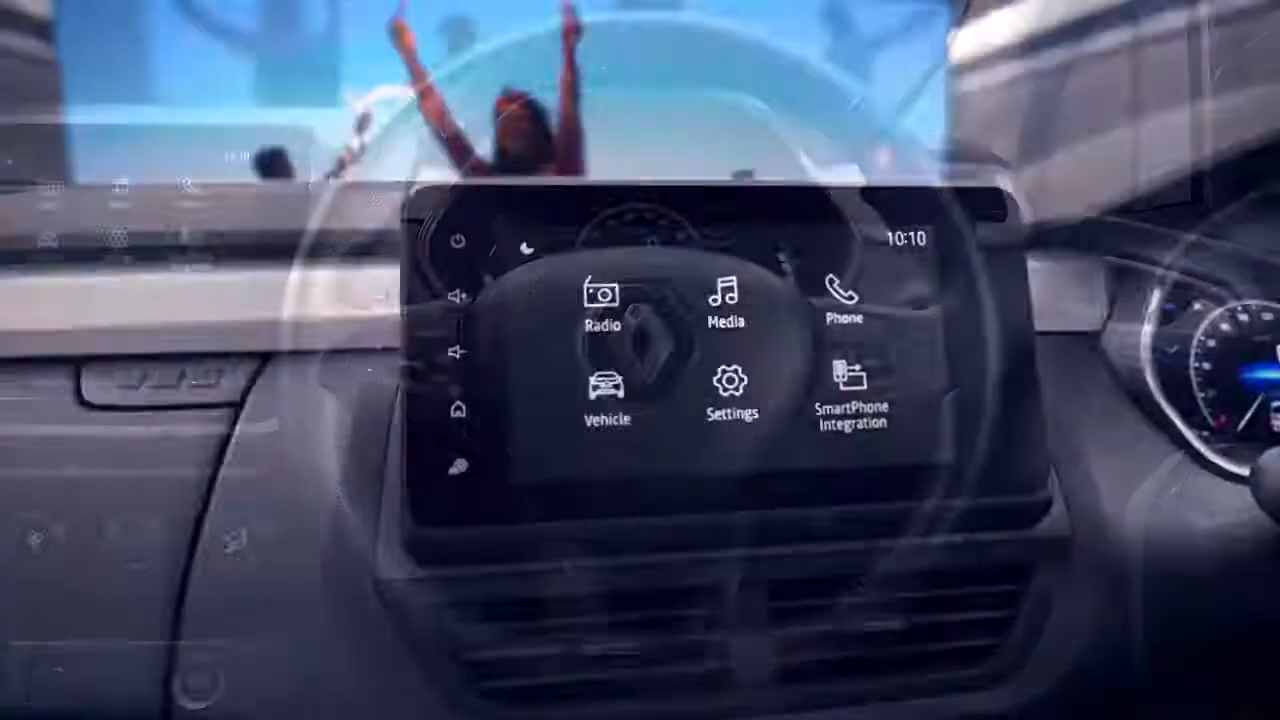 10:10
Radio
Media
Phone
Vehicle
Settings
SmartPhone
Integration